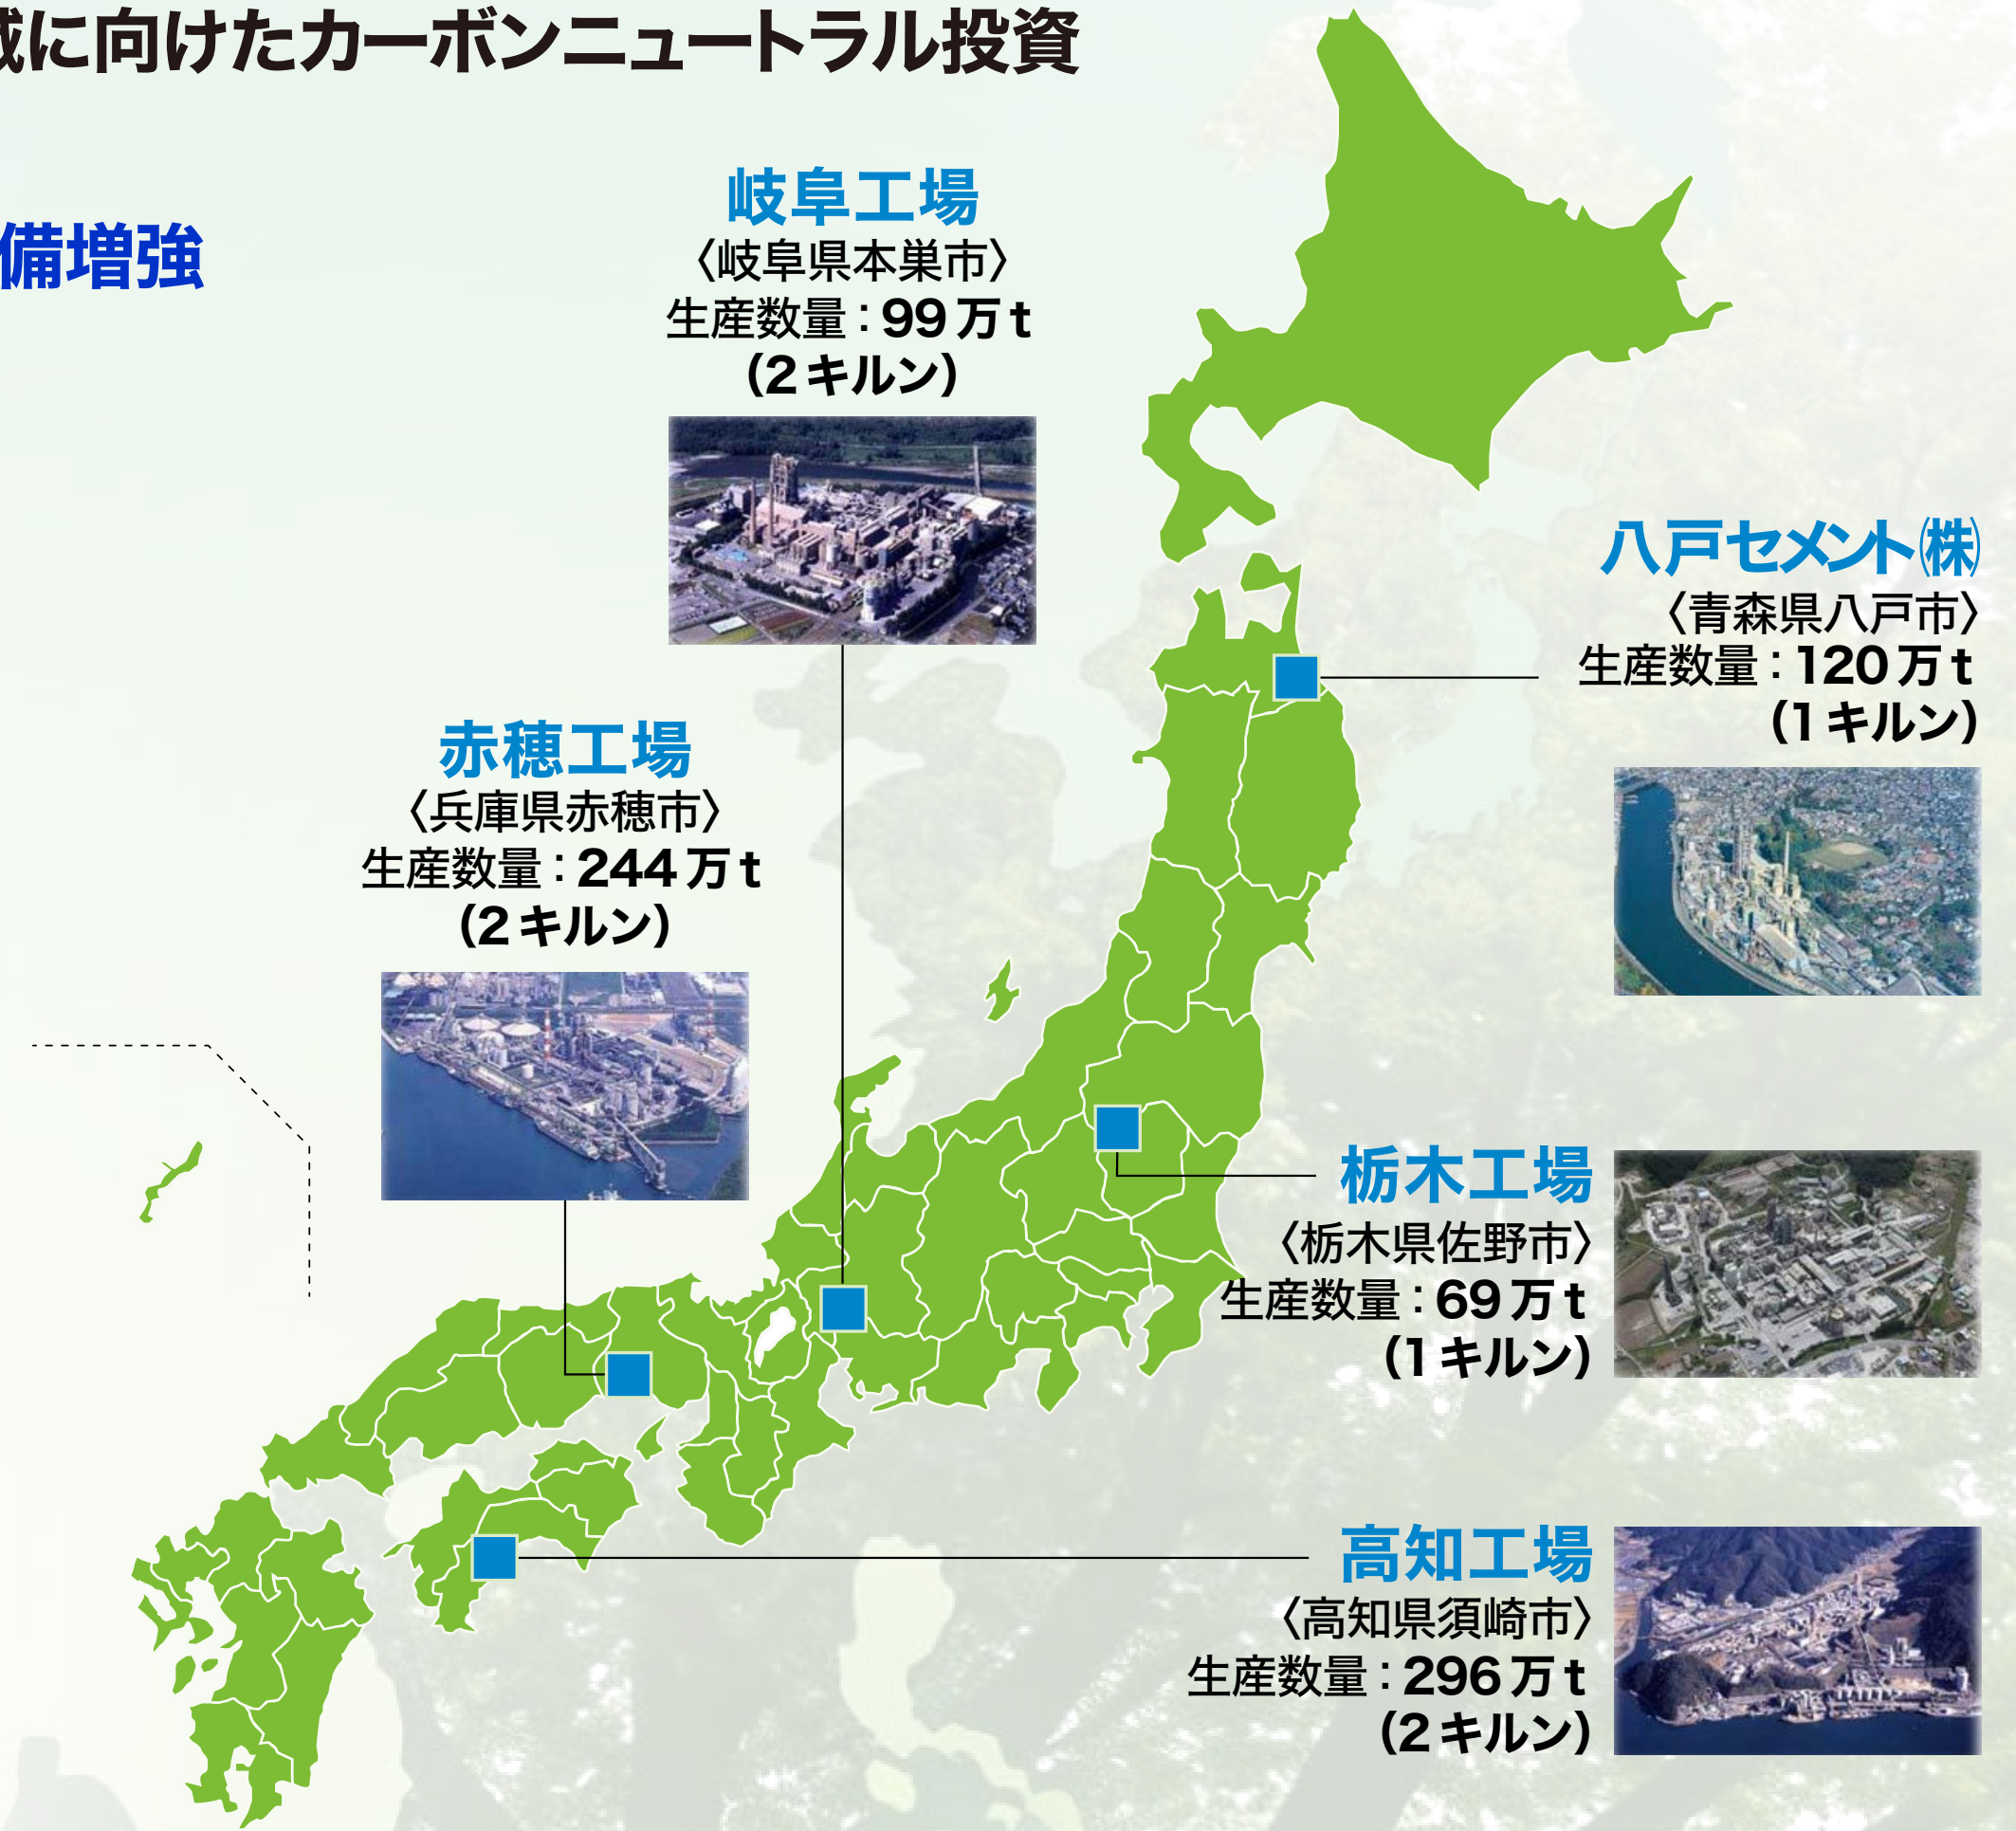 に向けたカーボンニュートラル投資
備増強
岐阜工場
〈岐阜県本巣市〉
生産数量：99万t
(2キルン)
八戸セメント㈱
〈青森県八戸市〉
生産数量：120万t
(1キルン)
赤穂工場
〈兵庫県赤穂市〉
生産数量：244万t
(2キルン)
栃木工場
〈栃木県佐野市〉
生産数量：69万t
(1キルン)
高知工場
〈高知県須崎市〉
生産数量：296万t
(2キルン)